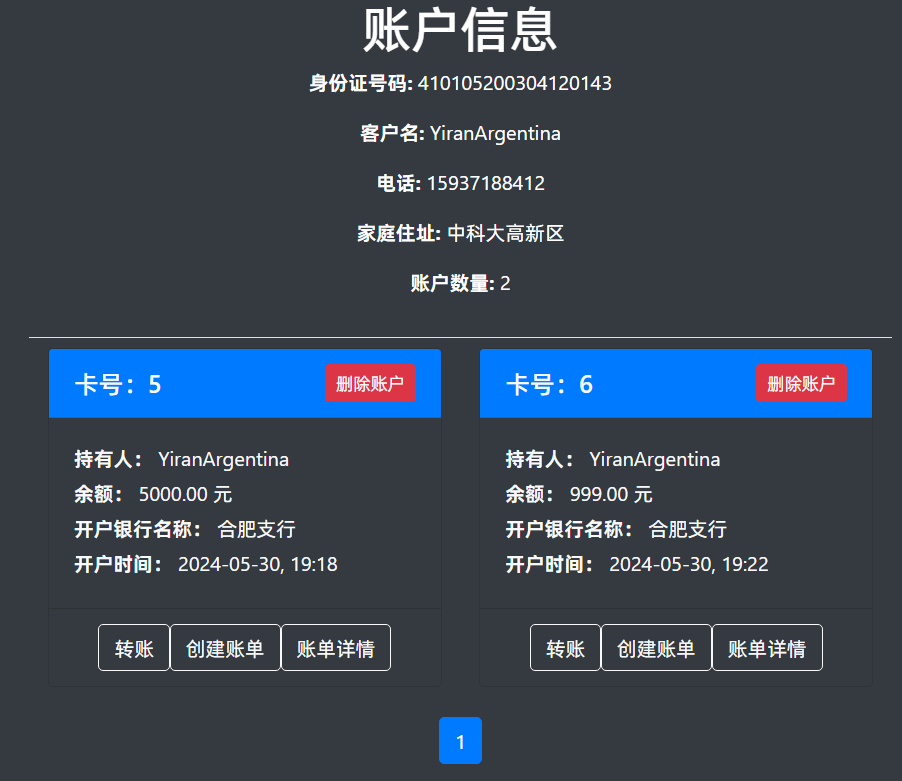 账户信息
身份证号码: 410105200304120143
客户名: YiranArgentina
电话: 15937188412
家庭住址: 中科大高新区
账户数量: 2
卡号：5 删除账户
持有人： YiranArgentina
余额： 5000.00 元
开户银行名称： 合肥支行
开户时间： 2024-05-30, 19:18
转账 创建账单 账单详情
卡号：6 删除账户
持有人： YiranArgentina
余额： 999.00 元
开户银行名称： 合肥支行
开户时间： 2024-05-30, 19:22
转账 创建账单 账单详情
1